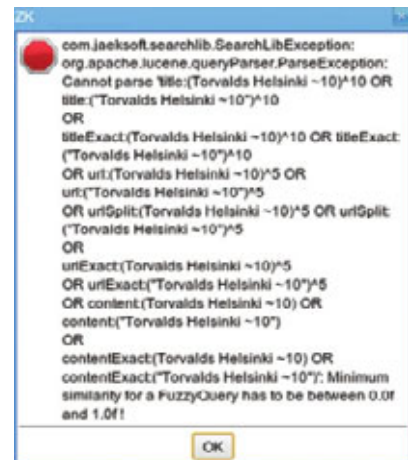 ZK
com.jaeksoft.searchlib.SearchLibException:
org.apache.lucene.queryParser.ParseException:
Cannot parse 'title:(Torvalds Helsinki ~10)^10 OR
title:("Torvalds Helsinki ~10")^10
OR
titleExact:(Torvalds Helsinki ~10)^10 OR titleExact:
("Torvalds Helsinki ~10")^10
OR url:(Torvalds Helsinki ~10)^5 OR
url:("Torvalds Helsinki ~10")^5
OR urlSplit:(Torvalds Helsinki ~10)^5 OR urlSplit:
("Torvalds Helsinki ~10")^5
OR
urlExact:(Torvalds Helsinki ~10)^5
OR urlExact:("Torvalds Helsinki ~10")^5
OR content:(Torvalds Helsinki ~10) OR
content:("Torvalds Helsinki ~10")
OR
contentExact:(Torvalds Helsinki ~10) OR
contentExact:("Torvalds Helsinki ~10")': Minimum
similarity for a FuzzyQuery has to be between 0.0f
and 1.0f !
OK